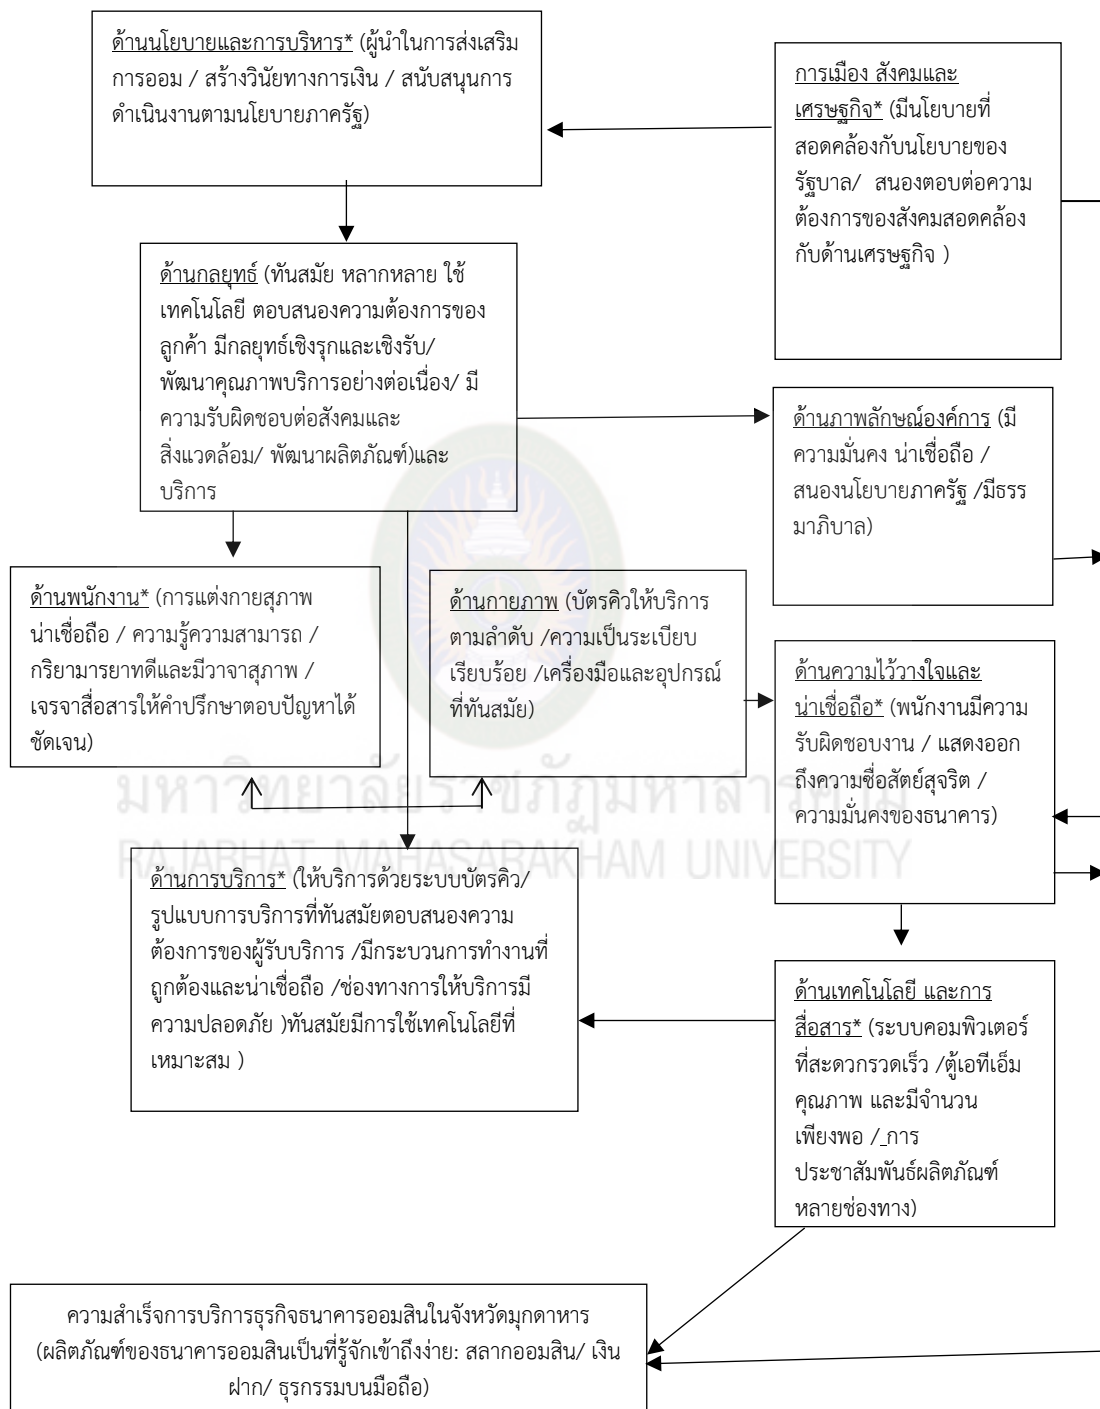 ด้านนโยบายและการบริหาร* (ผู้นำในการส่งเสริม
การออม / สร้างวินัยทางการเงิน / สนับสนุนการ
ดำเนินงานตามนโยบายภาครัฐ)
การเมือง สังคมและ
เศรษฐกิจ* (มีนโยบายที่
สอดคล้องกับนโยบายของ
รัฐบาล/ สนองตอบต่อความ
ต้องการของสังคมสอดคล้อง
กับด้านเศรษฐกิจ )
ด้านกลยุทธ์ (ทันสมัย หลากหลาย ใช้
เทคโนโลยี ตอบสนองความต้องการของ
ลูกค้า มีกลยุทธ์เชิงรุกและเชิงรับ/
พัฒนาคุณภาพบริการอย่างต่อเนื่อง/ มี
ความรับผิดชอบต่อสังคมและ
สิ่งแวดล้อม/ พัฒนาผลิตภัณฑ์)และ
บริการ
ด้านภาพลักษณ์องค์การ (มี
ความมั่นคง น่าเชื่อถือ /
สนองนโยบายภาครัฐ /มีธรร
มาภิบาล)
ด้านพนักงาน* (การแต่งกายสุภาพ
น่าเชื่อถือ / ความรู้ความสามารถ /
กริยามารยาทดีและมีวาจาสุภาพ /
เจรจาสื่อสารให้คำปรึกษาตอบปัญหาได้
ชัดเจน)
ด้านกายภาพ (บัตรคิวให้บริการ
ตามลำดับ /ความเป็นระเบียบ
เรียบร้อย /เครื่องมือและอุปกรณ์
ที่ทันสมัย)
ด้านความไว้วางใจและ
น่าเชื่อถือ* (พนักงานมีความ
รับผิดชอบงาน / แสดงออก
ถึงความซื่อสัตย์สุจริต /
ความมั่นคงของธนาคาร)
มหาวิทยาลัยราชภัฏมหาสารคาม
RAJABHAT MAHASARAKHAM UNIVERSITY
ด้านการบริการ* (ให้บริการด้วยระบบบัตรคิว/
รูปแบบการบริการที่ทันสมัยตอบสนองความ
ต้องการของผู้รับบริการ /มีกระบวนการทำงานที่
ถูกต้องและน่าเชื่อถือ /ช่องทางการให้บริการมี
ความปลอดภัย )ทันสมัยมีการใช้เทคโนโลยีที่
เหมาะสม )
ด้านเทคโนโลยี และการ
สื่อสาร* (ระบบคอมพิวเตอร์
ที่สะดวกรวดเร็ว /ตู้เอทีเอ็ม
คุณภาพ และมีจำนวน
เพียงพอ / การ
ประชาสัมพันธ์ผลิตภัณฑ์
หลายช่องทาง)
ความสำเร็จการบริการธุรกิจธนาคารออมสินในจังหวัดมุกดาหาร
(ผลิตภัณฑ์ของธนาคารออมสินเป็นที่รู้จักเข้าถึงง่าย: สลากออมสิน/ เงิน
ฝาก/ ธุรกรรมบนมือถือ)